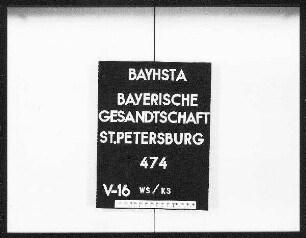 BAYHSTA
BAYERISCHE
GESANDTSCHAFT
ST. PETERSBURG
474
V-16 WS/KS